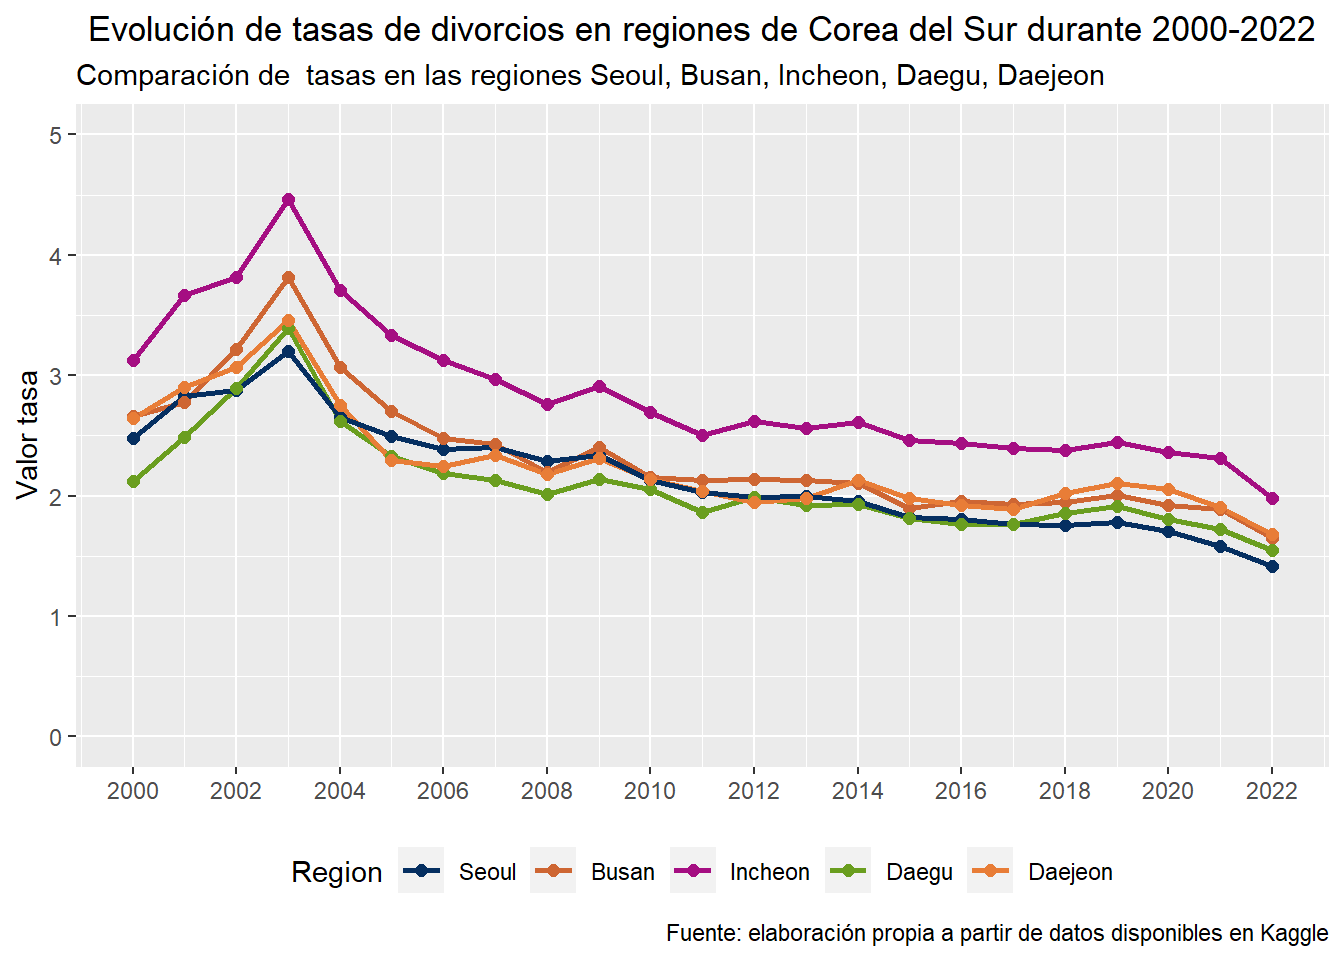 Evolución de tasas de divorcios en regiones de Corea del Sur durante 2000-2022
Comparación de  tasas en las regiones Seoul, Busan, Incheon, Daegu, Daejeon
5
4
3
2
1
0
Valor tasa
2000 2002 2004 2006 2008 2010 2012 2014 2016 2018 2020 2022
Region Seoul Busan Incheon Daegu Daejeon
Fuente: elaboración propia a partir de datos disponibles en Kaggle